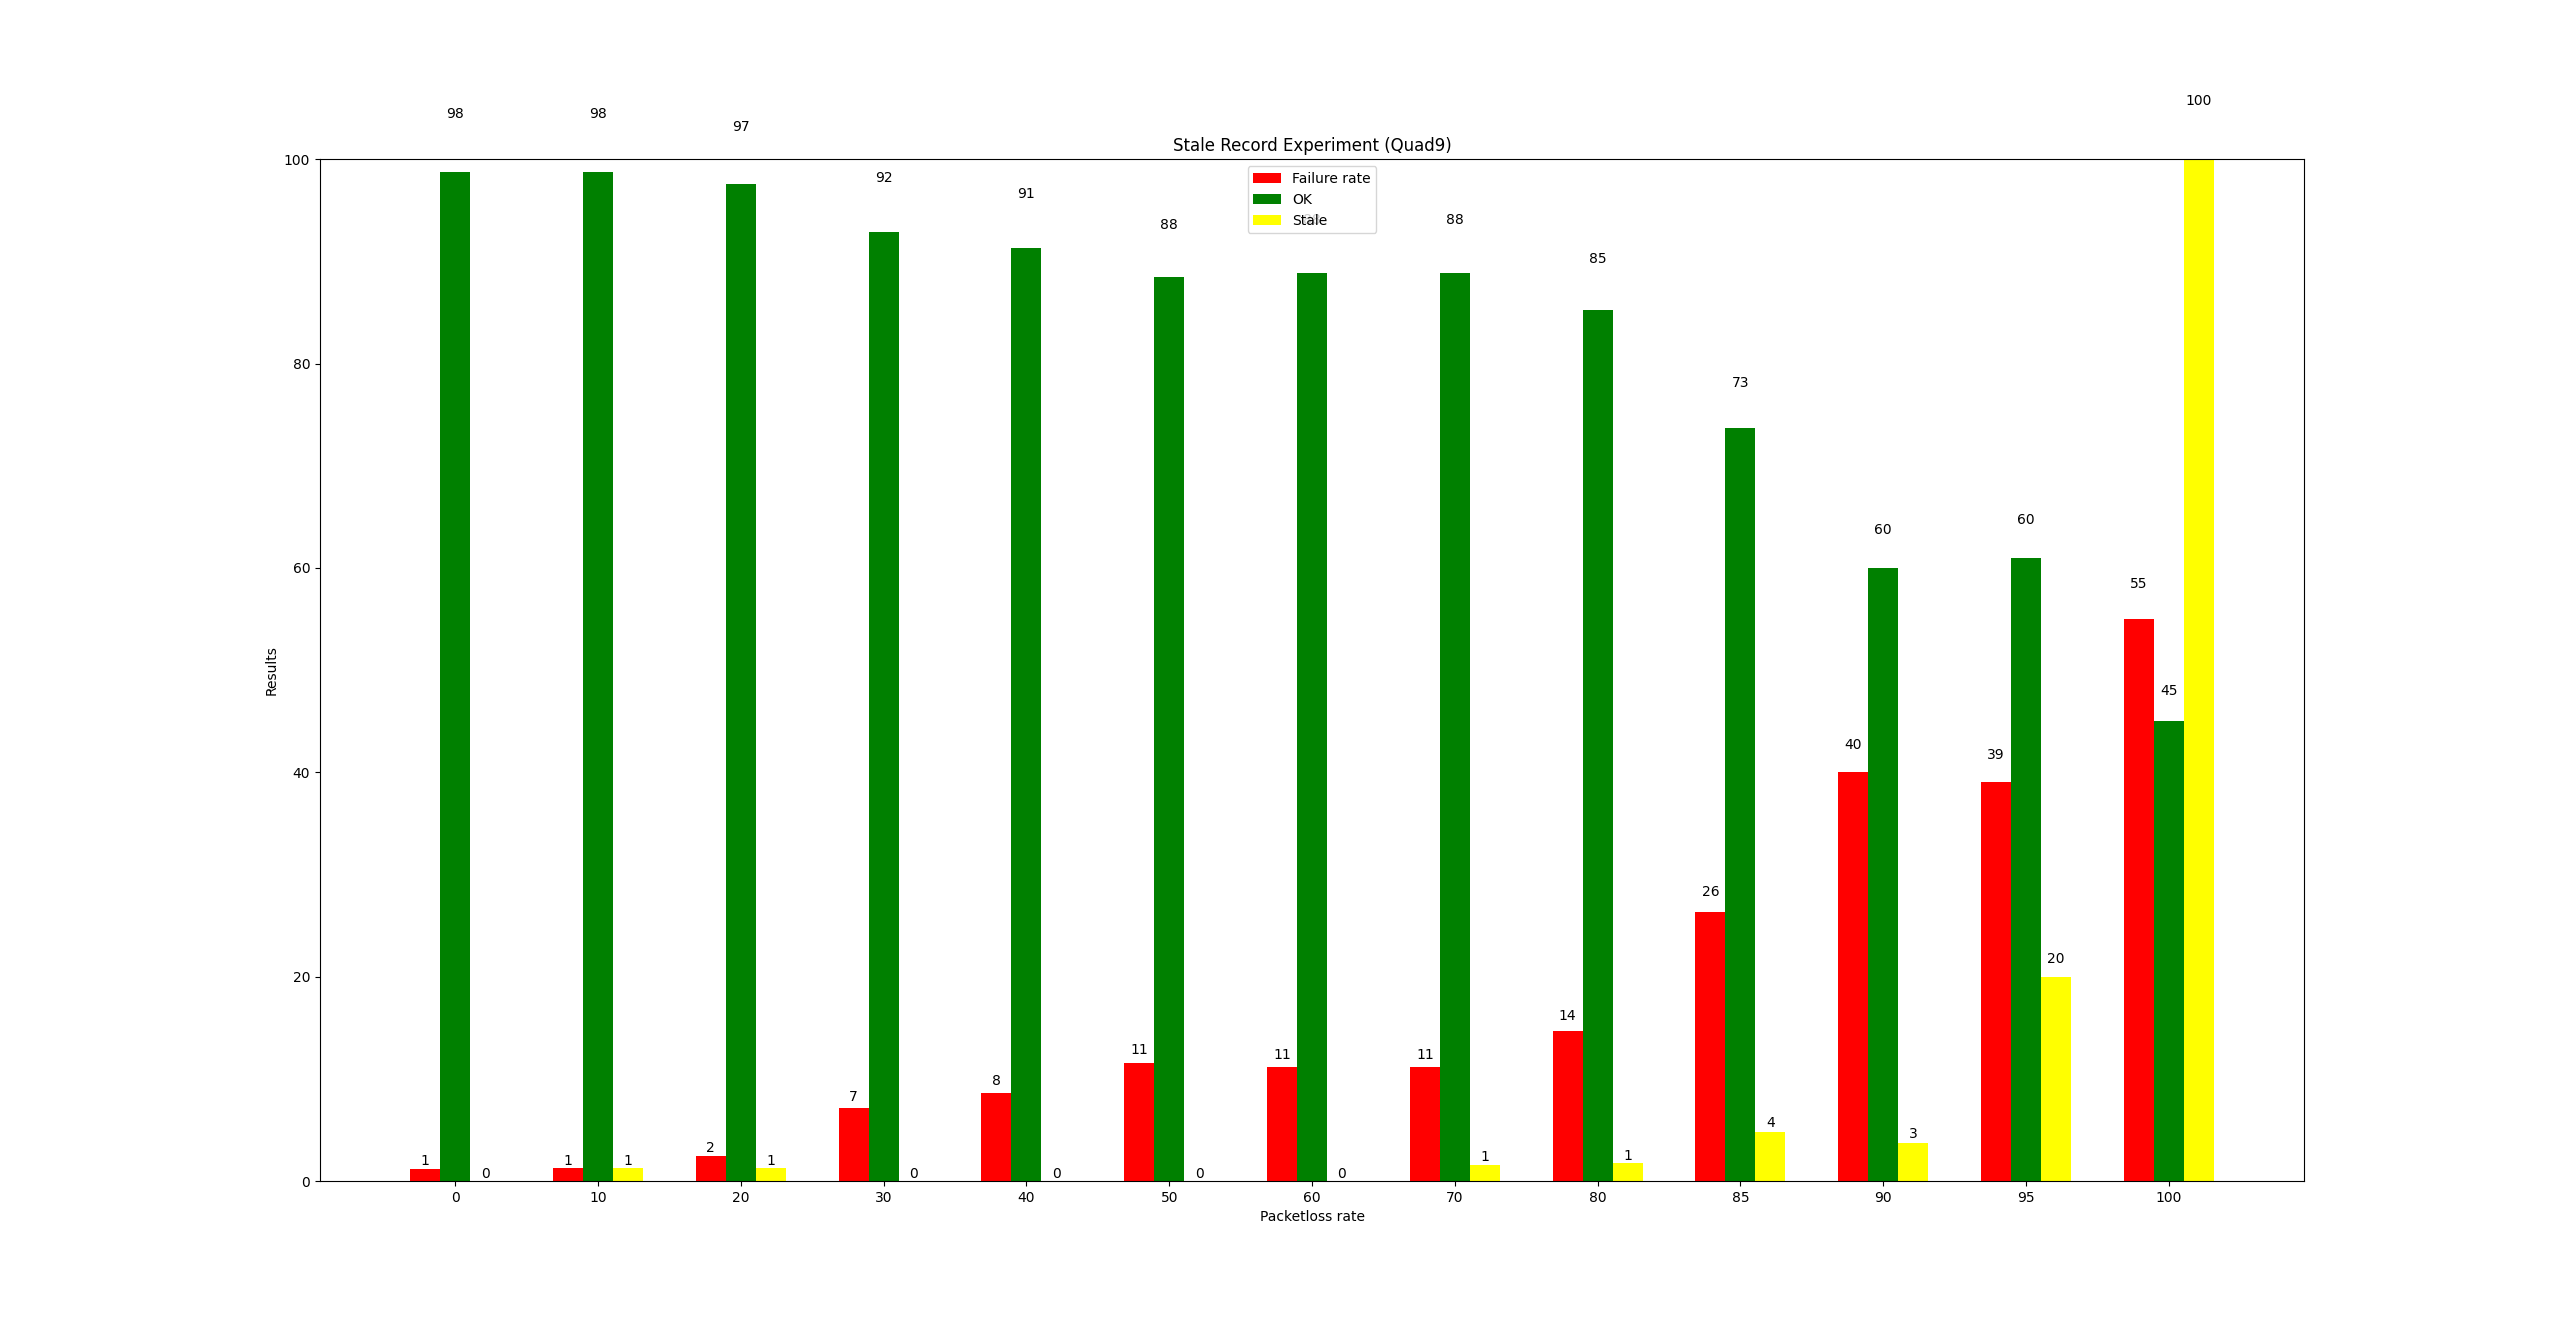 98 98 97 100
Stale Record Experiment (Quad9)
100
80
60
40
20
0
Results
Failure rate
OK
Stale
92 91 88 88 85
73
60 60
55
45
40 39
26
20
14
11 11 11
7 8
4 3
1 1 2 1 1
0 1 1 0 0 0 0
0 10 20 30 40 50 60 70 80 85 90 95 100
Packetloss rate